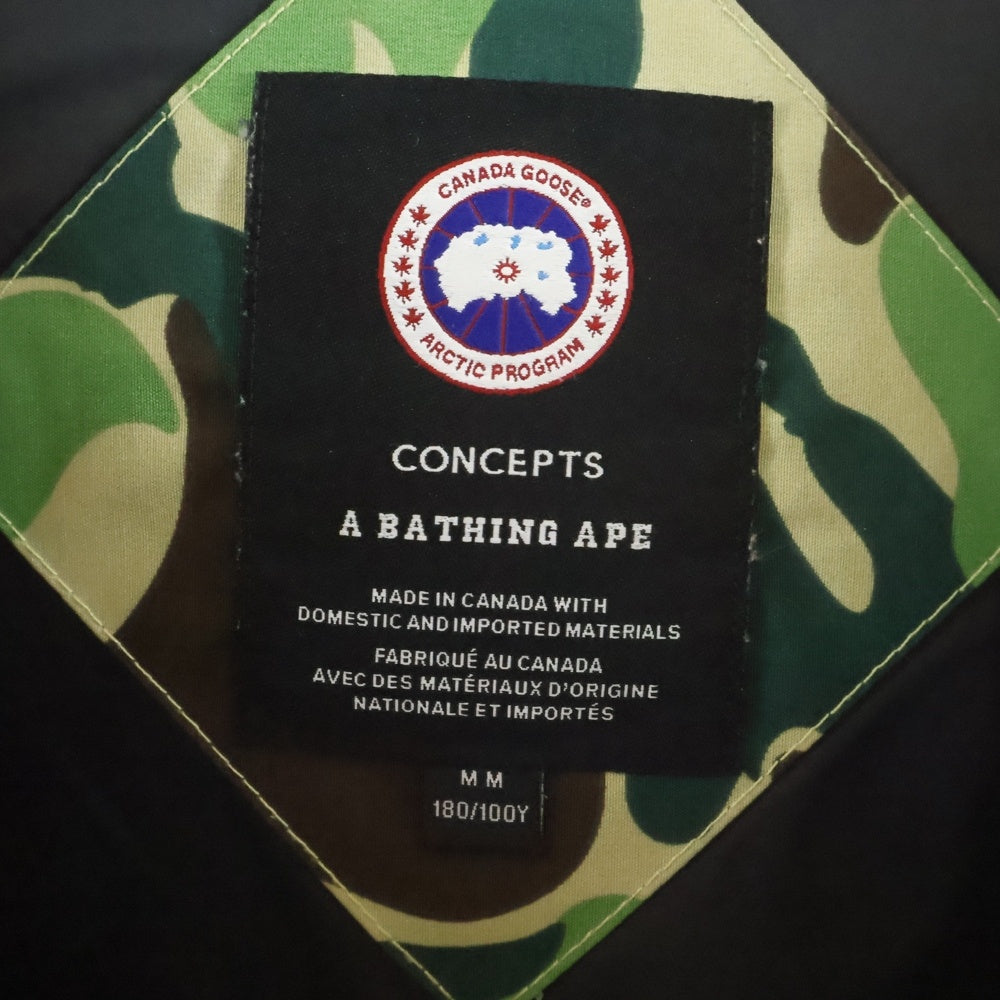 CANADA GOOSE®
ARCTIC PROGRAM
CONCEPTS
A BATHING APE
MADE IN CANADA WITH
DOMESTIC AND IMPORTED MATERIALS
FABRIQUÉ AU CANADA
AVEC DES MATÉRIAUX D'ORIGINE
NATIONALE ET IMPORTÉS
M M
180/100Y